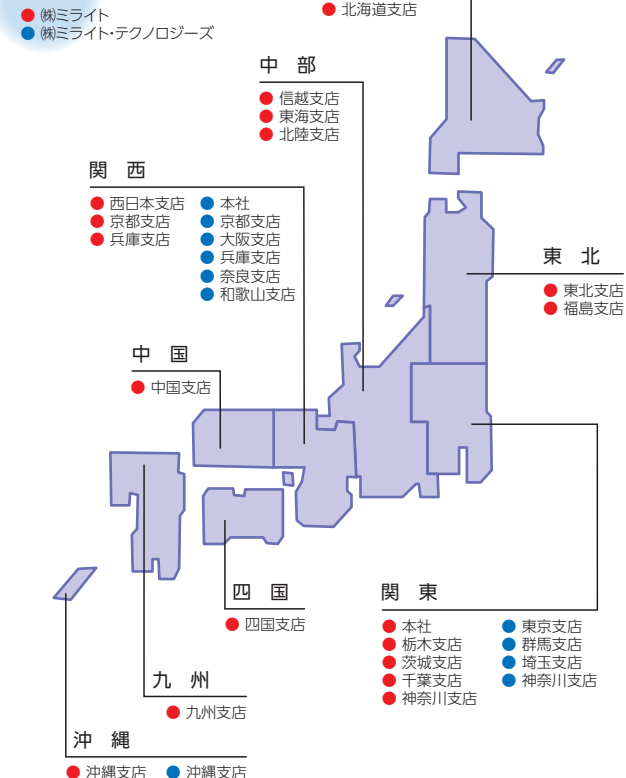 ● ㈱ミライト
● ㈱ミライト・テクノロジーズ
● 北海道支店
中 部
● 信越支店
● 東海支店
● 北陸支店
関 西
● 西日本支店 ● 本社
● 京都支店 ● 京都支店
● 兵庫支店 ● 大阪支店
● 兵庫支店
● 奈良支店
● 和歌山支店
東 北
● 東北支店
● 福島支店
中 国
● 中国支店
四 国
● 四国支店
関 東
● 本社 ● 東京支店
● 栃木支店 ● 群馬支店
● 茨城支店 ● 埼玉支店
● 千葉支店 ● 神奈川支店
● 神奈川支店
九 州
● 九州支店
沖 縄
● 沖縄支店 ● 沖縄支店